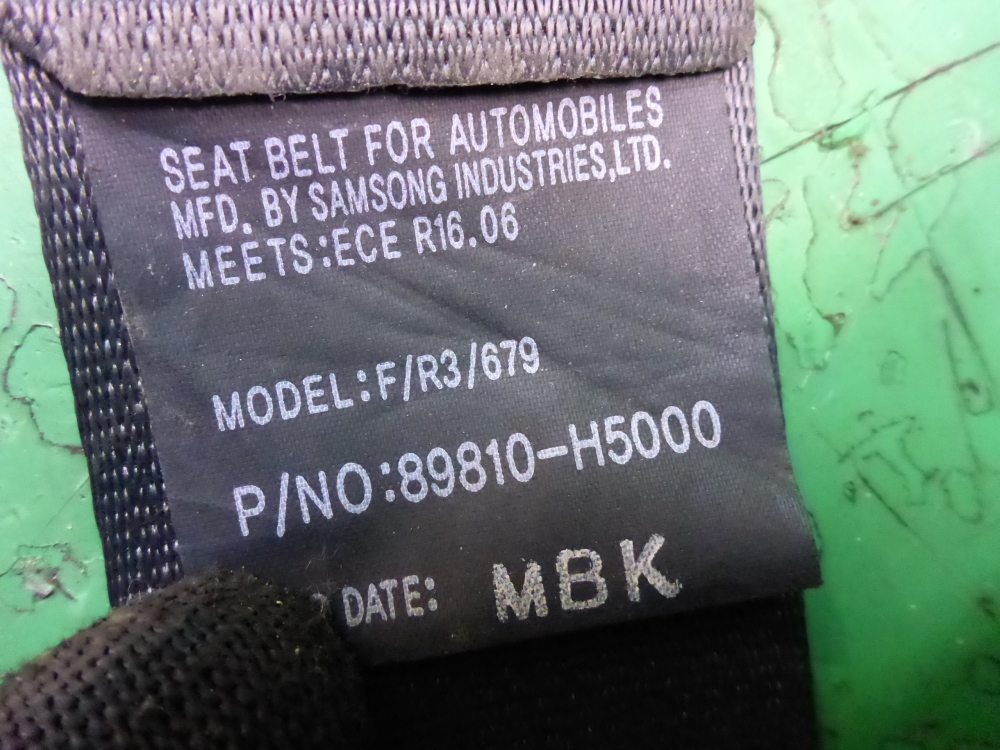 SEAT BELT FOR AUTOMOBILES
MFD. BY SAMSONG INDUSTRIES,LTD.
MEETS:ECE R16.06
MODEL:F/R3/679
P/NO:89810-H5000
DATE: MBK